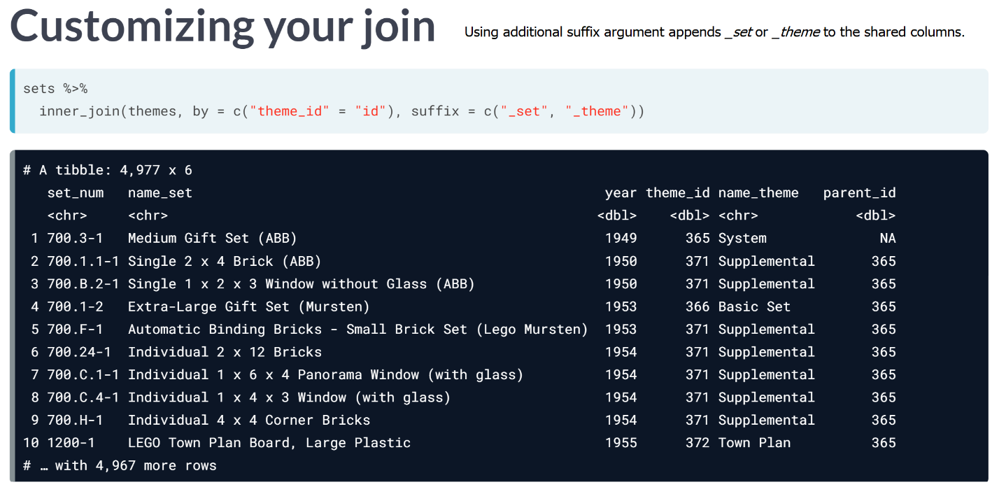 Customizing your join
Using additional suffix argument appends _set or _theme to the shared columns.
sets %>%
  inner_join(themes, by = c("theme_id" = "id"), suffix = c("_set", "_theme"))
# A tibble: 4,977 x 6
   set_num   name_set                                                   year theme_id name_theme   parent_id
   <chr>     <chr>                                                     <dbl>    <dbl> <chr>            <dbl>
 1 700.3-1   Medium Gift Set (ABB)                                      1949      365 System              NA
 2 700.1.1-1 Single 2 x 4 Brick (ABB)                                   1950      371 Supplemental       365
 3 700.B.2-1 Single 1 x 2 x 3 Window without Glass (ABB)                1950      371 Supplemental       365
 4 700.1-2   Extra-Large Gift Set (Mursten)                             1953      366 Basic Set          365
 5 700.F-1   Automatic Binding Bricks - Small Brick Set (Lego Mursten)  1953      371 Supplemental       365
 6 700.24-1  Individual 2 x 12 Bricks                                   1954      371 Supplemental       365
 7 700.C.1-1 Individual 1 x 6 x 4 Panorama Window (with glass)          1954      371 Supplemental       365
 8 700.C.4-1 Individual 1 x 4 x 3 Window (with glass)                   1954      371 Supplemental       365
 9 700.H-1   Individual 4 x 4 Corner Bricks                             1954      371 Supplemental       365
10 1200-1    LEGO Town Plan Board, Large Plastic                        1955      372 Town Plan          365
# … with 4,967 more rows